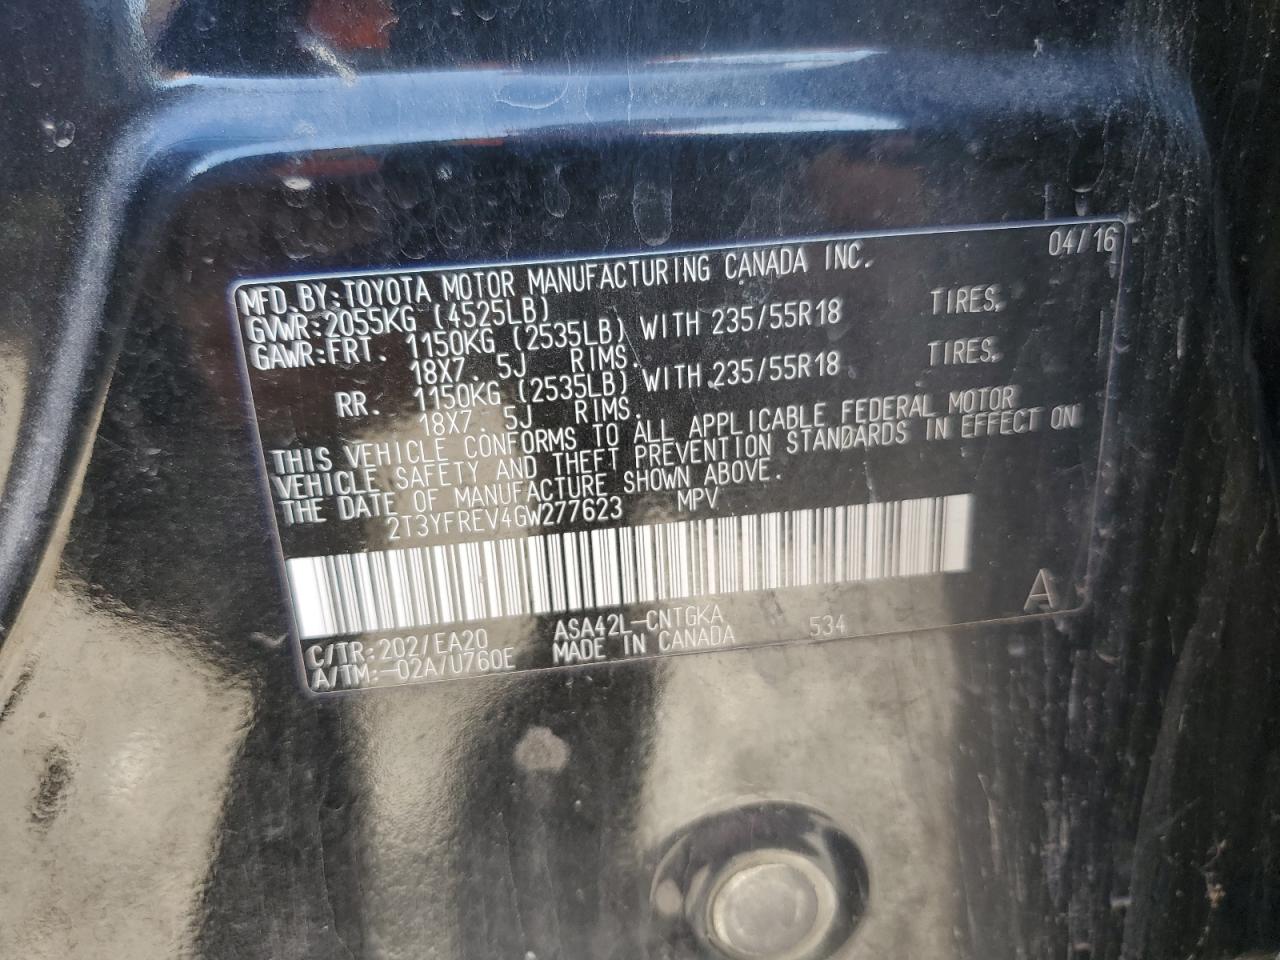 MFD.BY:TOYOTA MOTOR MANUFACTURING CANADA INC. 04/16
GVWR:2055KG (4525LB)
GAWR:FRT. 1150KG (2535LB) WITH 235/55R18 TIRES,
18X7.5J RIMS.
RR. 1150KG (2535LB) WITH 235/55R18 TIRES,
18X7.5J RIMS.
THIS VEHICLE CONFORMS TO ALL APPLICABLE FEDERAL MOTOR
VEHICLE SAFETY AND THEFT PREVENTION STANDARDS IN EFFECT ON
THE DATE OF MANUFACTURE SHOWN ABOVE.
2T3YFREV4GW277623 MPV
A
C/TR:202/EA20 ASA42L-CNTGKA 534
A/TM:-02A/U760E MADE IN CANADA